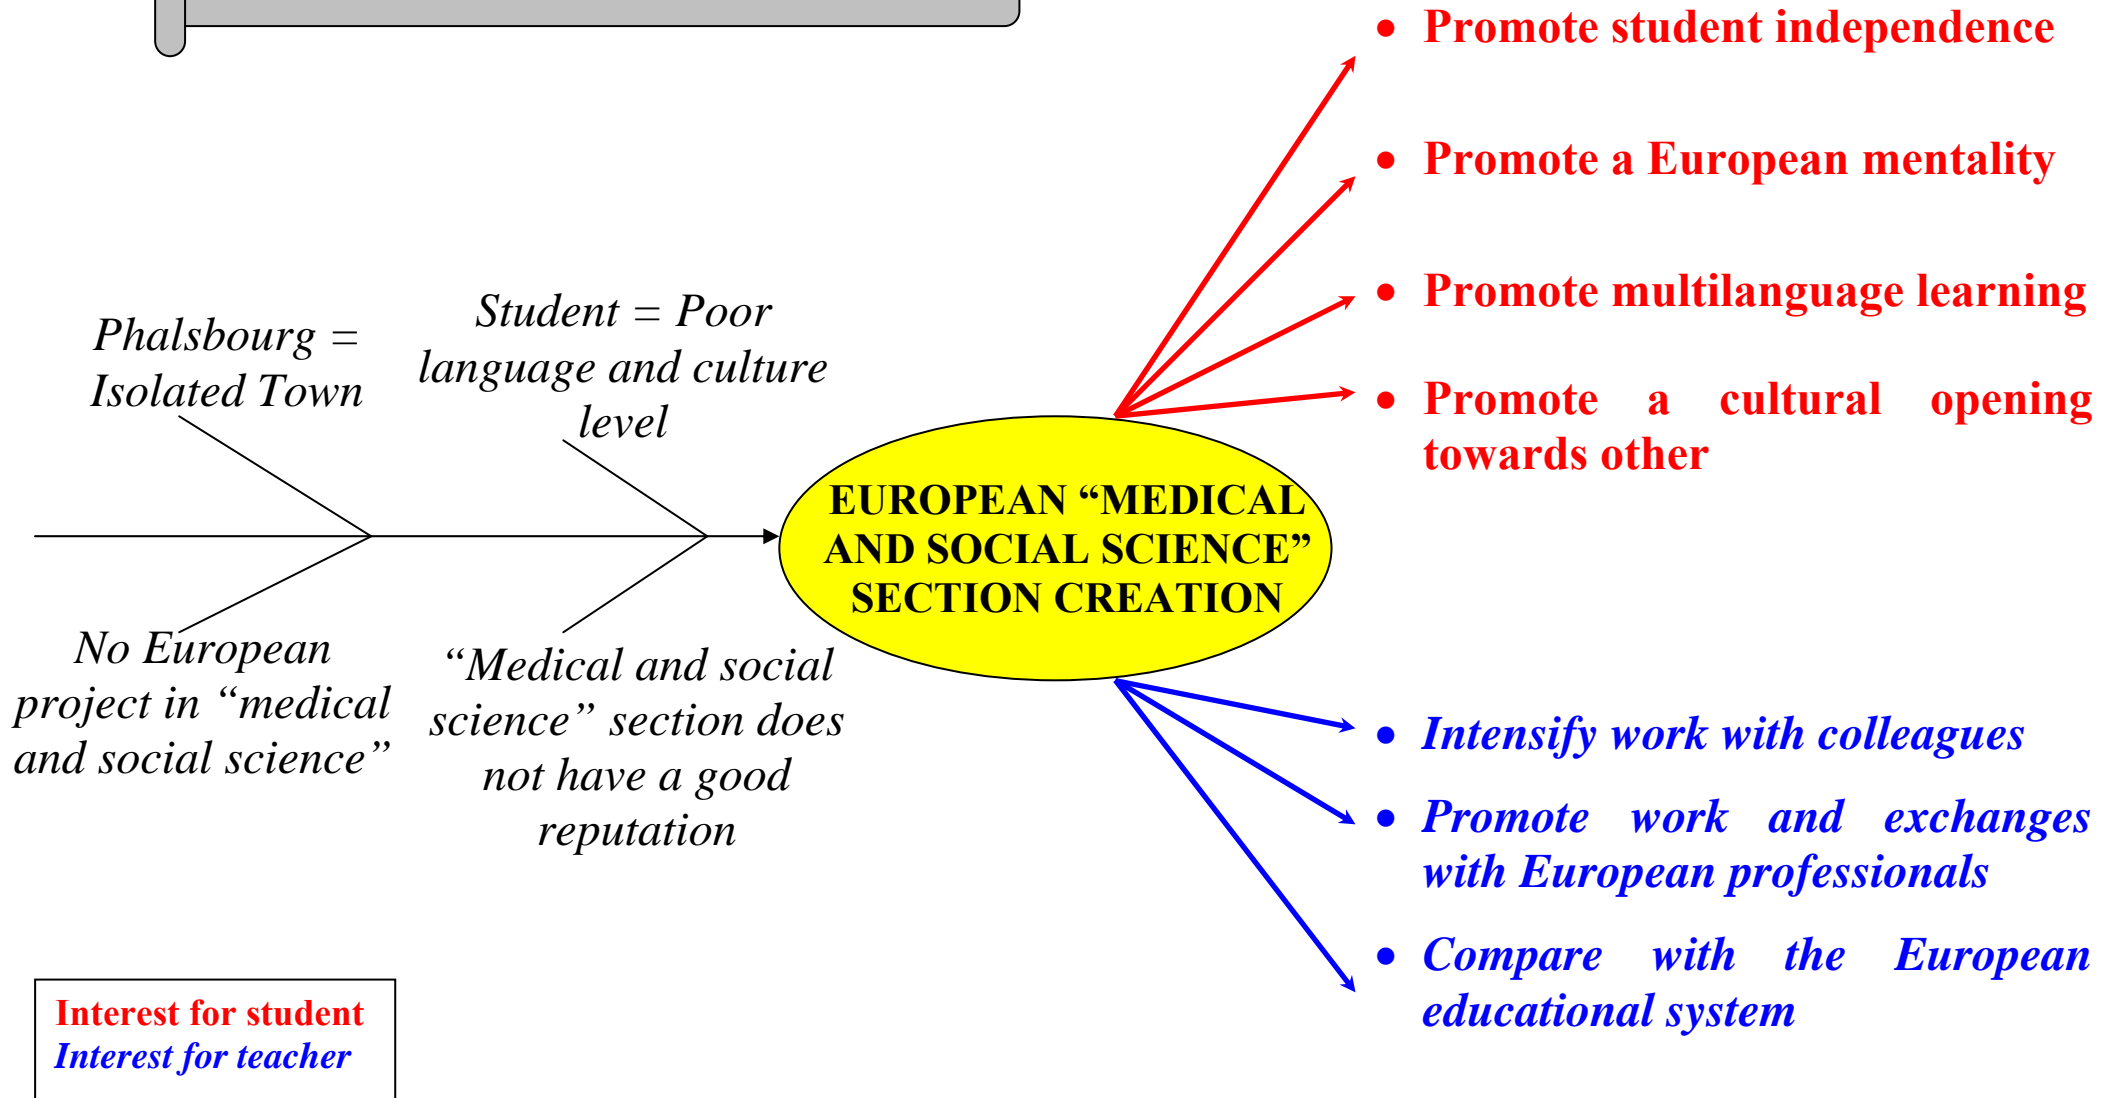 • Promote student independence
• Promote a European mentality
• Promote multilanguage learning
• Promote a cultural opening
towards other
Phalsbourg =
Isolated Town
Student = Poor
language and culture
level
EUROPEAN “MEDICAL
AND SOCIAL SCIENCE”
SECTION CREATION
No European
project in “medical
and social science”
“Medical and social
science” section does
not have a good
reputation
• Intensify work with colleagues
• Promote work and exchanges
with European professionals
• Compare with the European
educational system
Interest for student
Interest for teacher